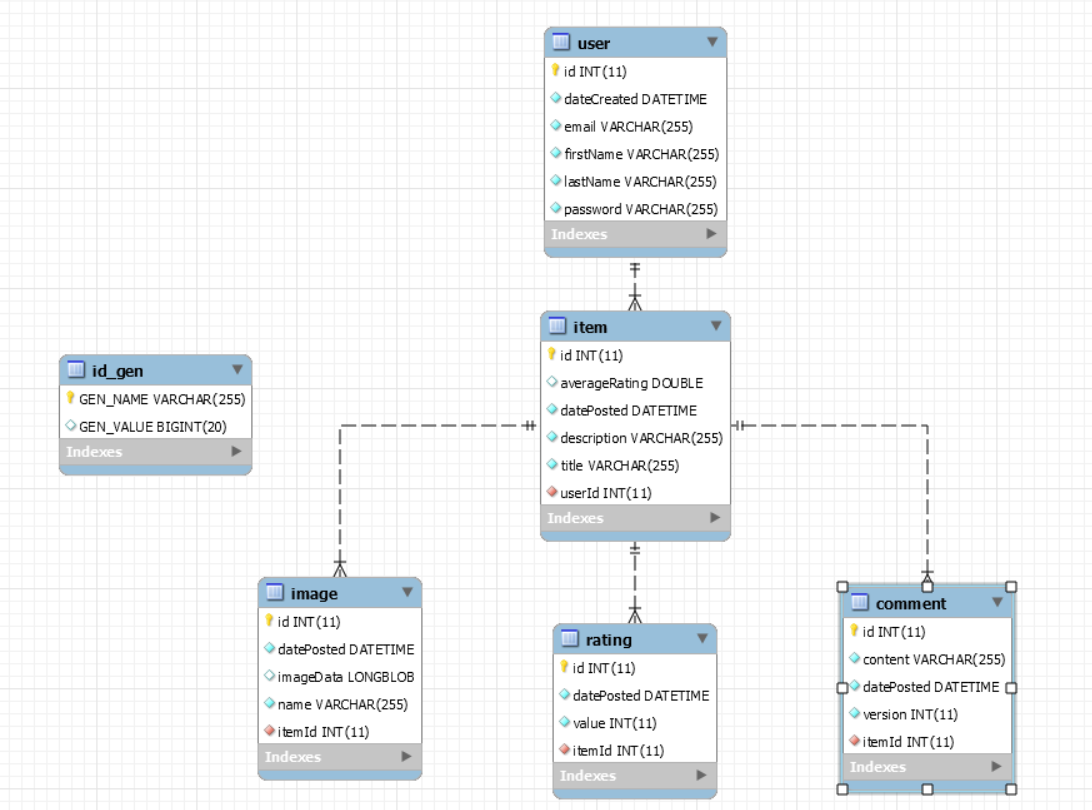 user
id INT(11)
dateCreated DATETIME
email VARCHAR(255)
firstName VARCHAR(255)
lastName VARCHAR(255)
password VARCHAR(255)
Indexes
item
id INT(11)
averageRating DOUBLE
datePosted DATETIME
description VARCHAR(255)
title VARCHAR(255)
userId INT(11)
Indexes
id_gen
GEN_NAME VARCHAR(255)
GEN_VALUE BIGINT(20)
Indexes
image
id INT(11)
datePosted DATETIME
imageData LONGBLOB
name VARCHAR(255)
itemId INT(11)
Indexes
rating
id INT(11)
datePosted DATETIME
value INT(11)
itemId INT(11)
Indexes
comment
id INT(11)
content VARCHAR(255)
datePosted DATETIME
version INT(11)
itemId INT(11)
Indexes